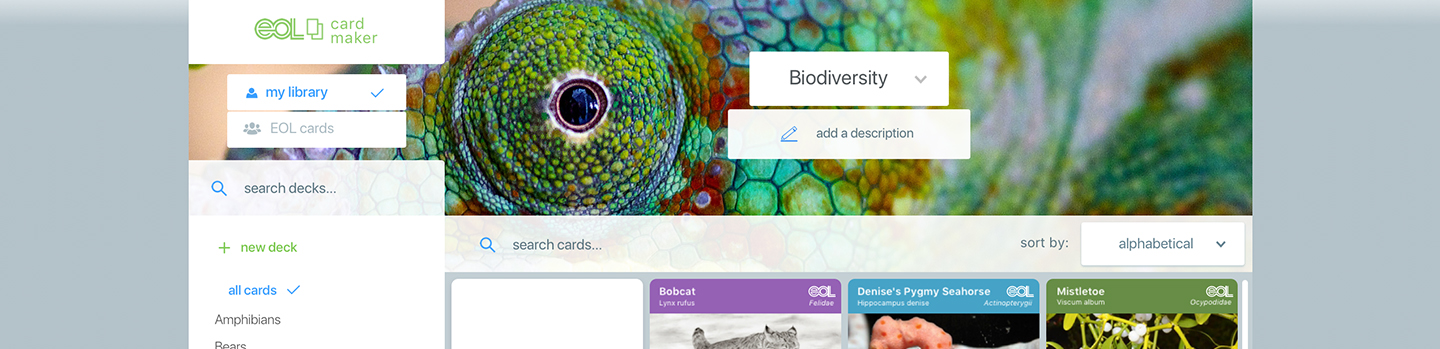 eol card
maker
my library
EOL cards
search decks...
new deck
all cards
Amphibians
Bears
Biodiversity
add a description
search cards...
sort by:
alphabetical
Bobcat
Lynx rufus
eol
Felidae
Denise's Pygmy Seahorse
Hippocampus denise
eol
Actinopterygii
Mistletoe
Viscum album
eol
Ocypodidae